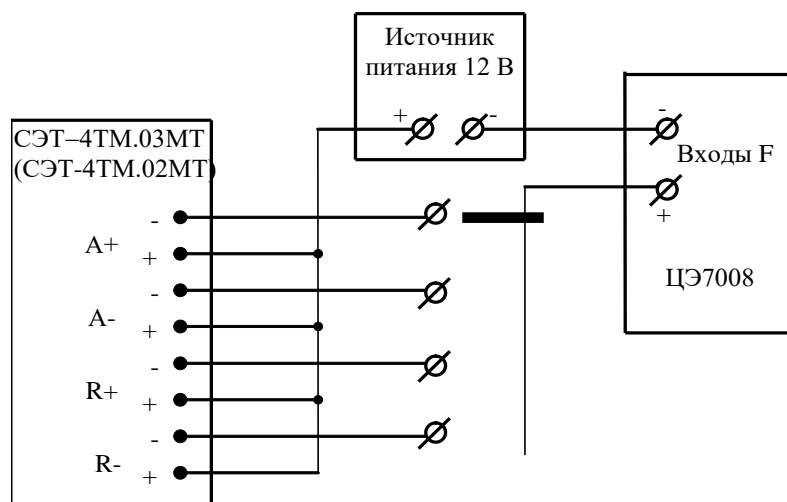 Источник
питания 12 В
+ -
СЭТ–4ТМ.03МТ
(СЭТ-4ТМ.02МТ)
-
Входы F
+
ЦЭ7008
-
A+
+
-
A-
+
-
R+
+
-
R-
+